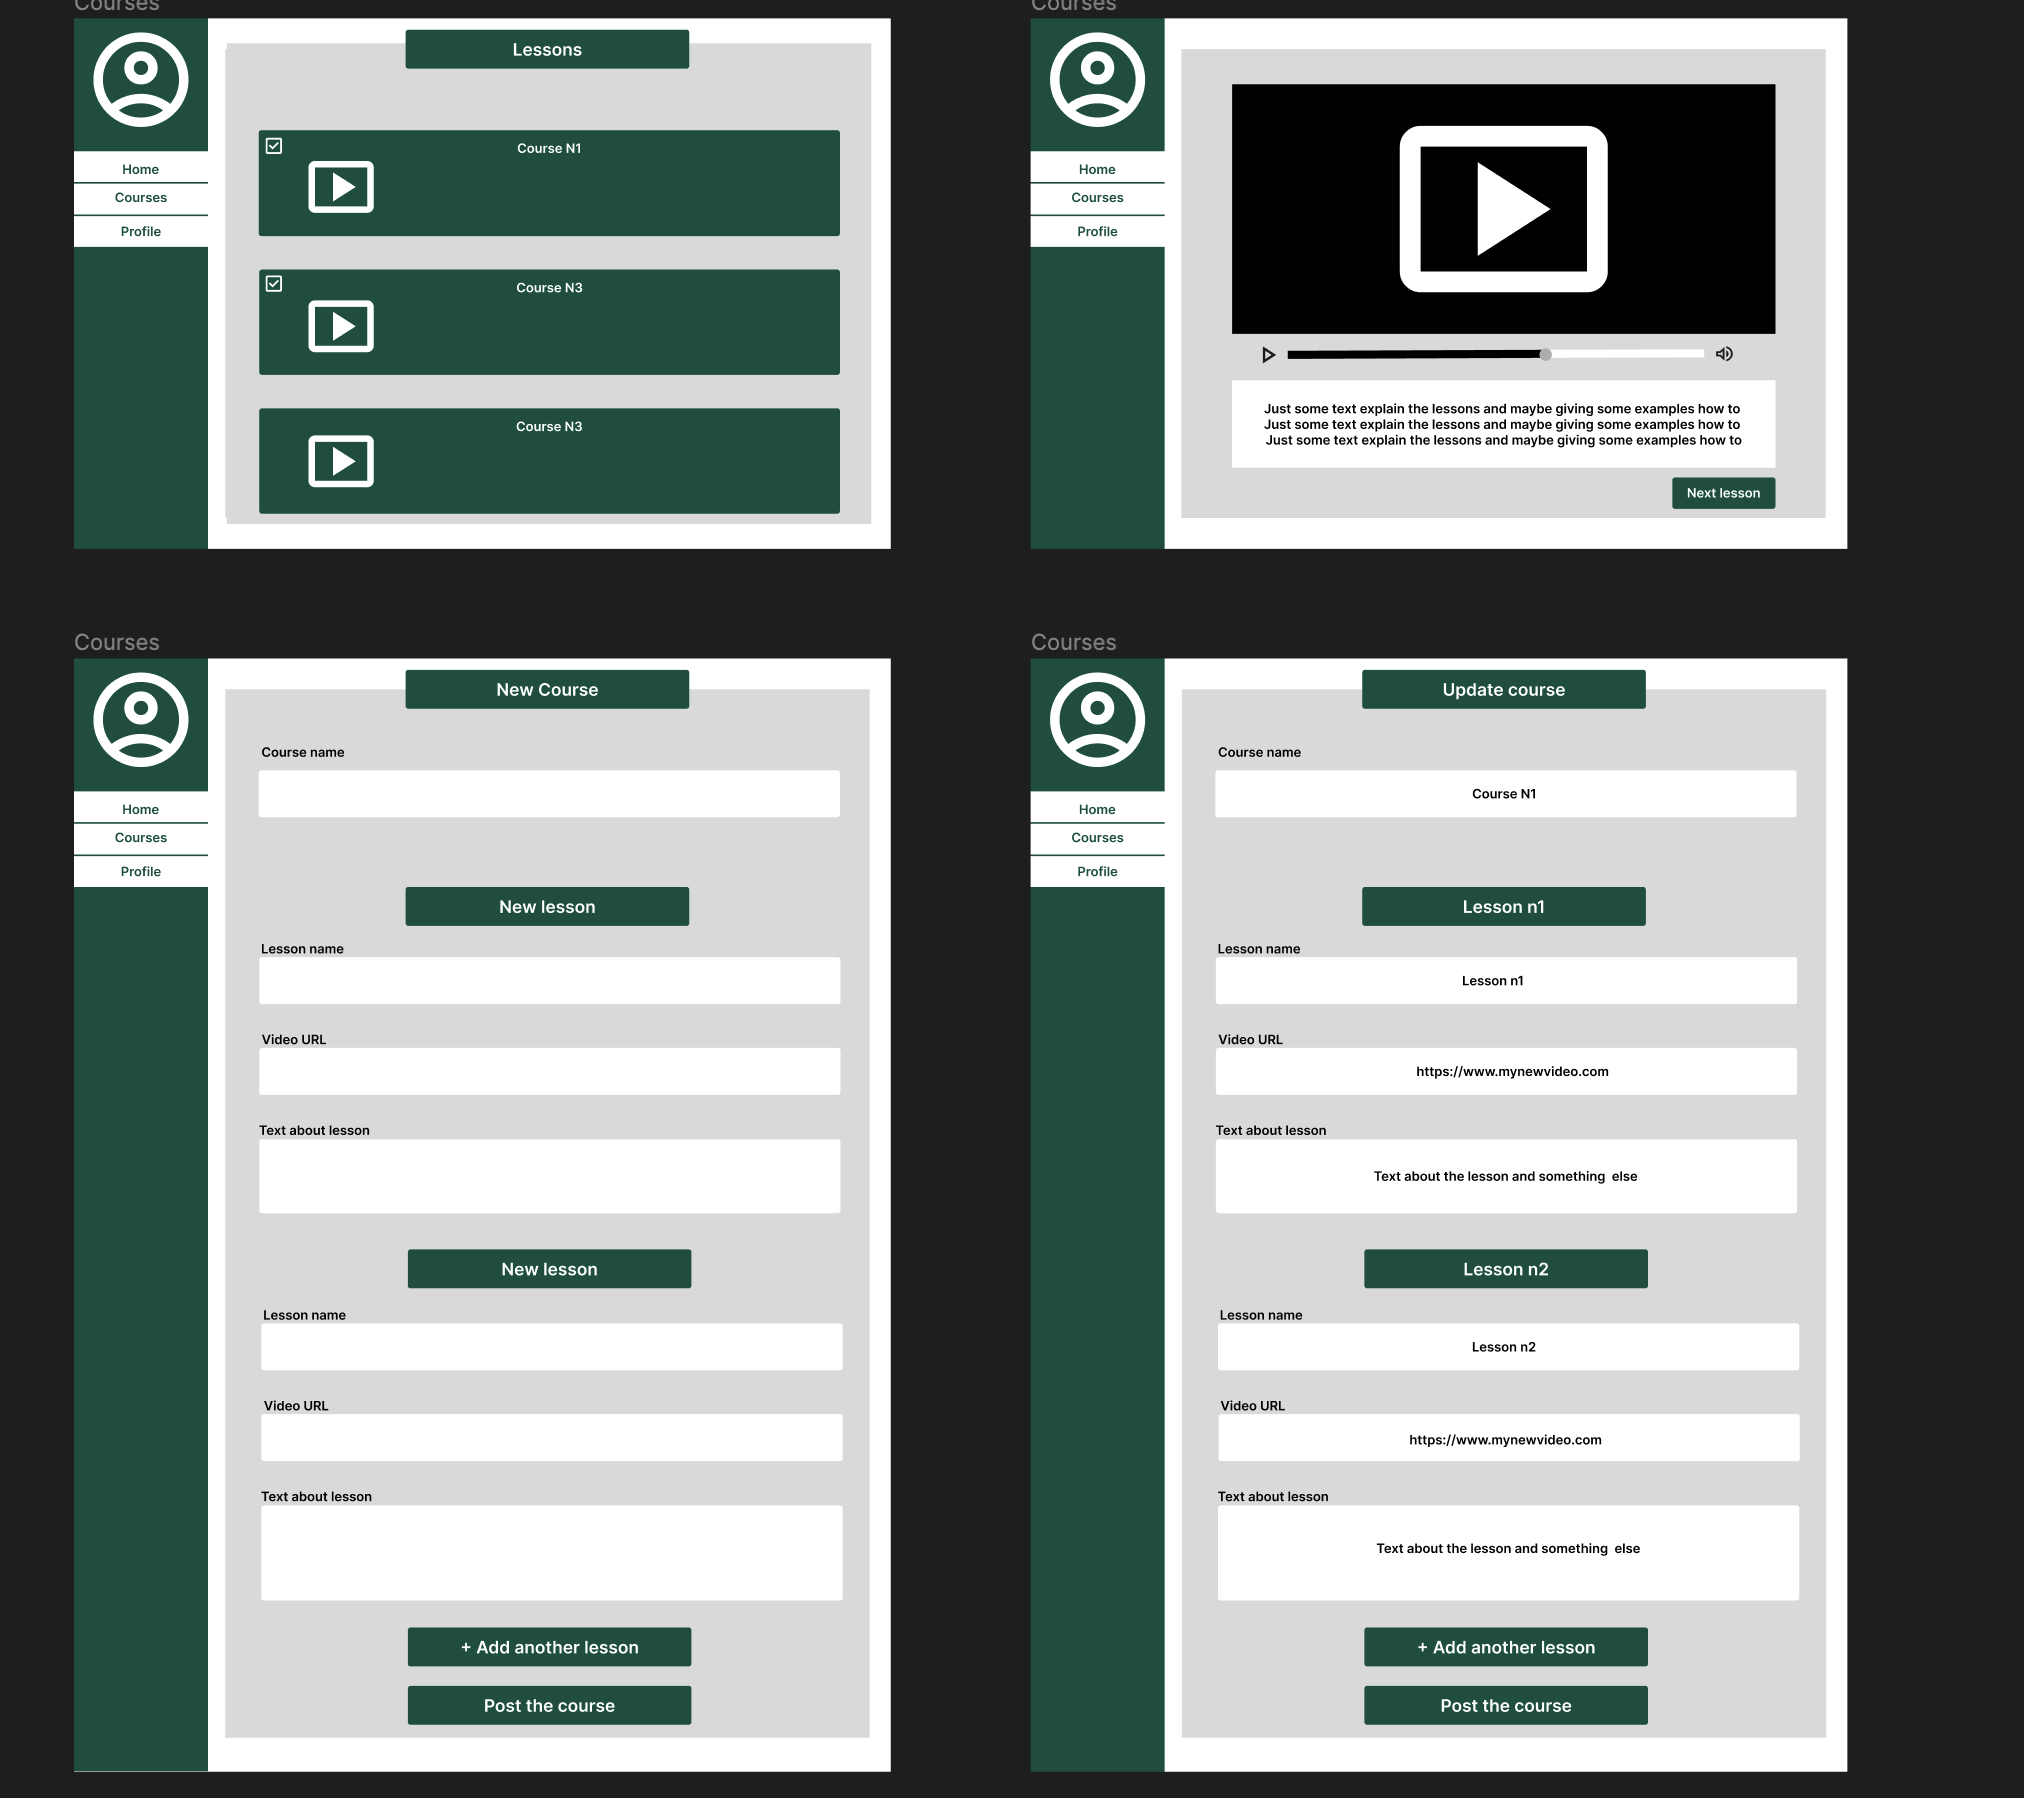 Courses
Lessons
Home
Courses
Profile
Course N1
Course N3
Course N3
Courses
Home
Courses
Profile
Just some text explain the lessons and maybe giving some examples how to
Just some text explain the lessons and maybe giving some examples how to
Just some text explain the lessons and maybe giving some examples how to
Next lesson
Courses
New Course
Home
Courses
Profile
Course name
New lesson
Lesson name
Video URL
Text about lesson
New lesson
Lesson name
Video URL
Text about lesson
+ Add another lesson
Post the course
Courses
Update course
Home
Courses
Profile
Course name
Course N1
Lesson n1
Lesson name
Lesson n1
Video URL
https://www.mynewvideo.com
Text about lesson
Text about the lesson and something  else
Lesson n2
Lesson name
Lesson n2
Video URL
https://www.mynewvideo.com
Text about lesson
Text about the lesson and something  else
+ Add another lesson
Post the course